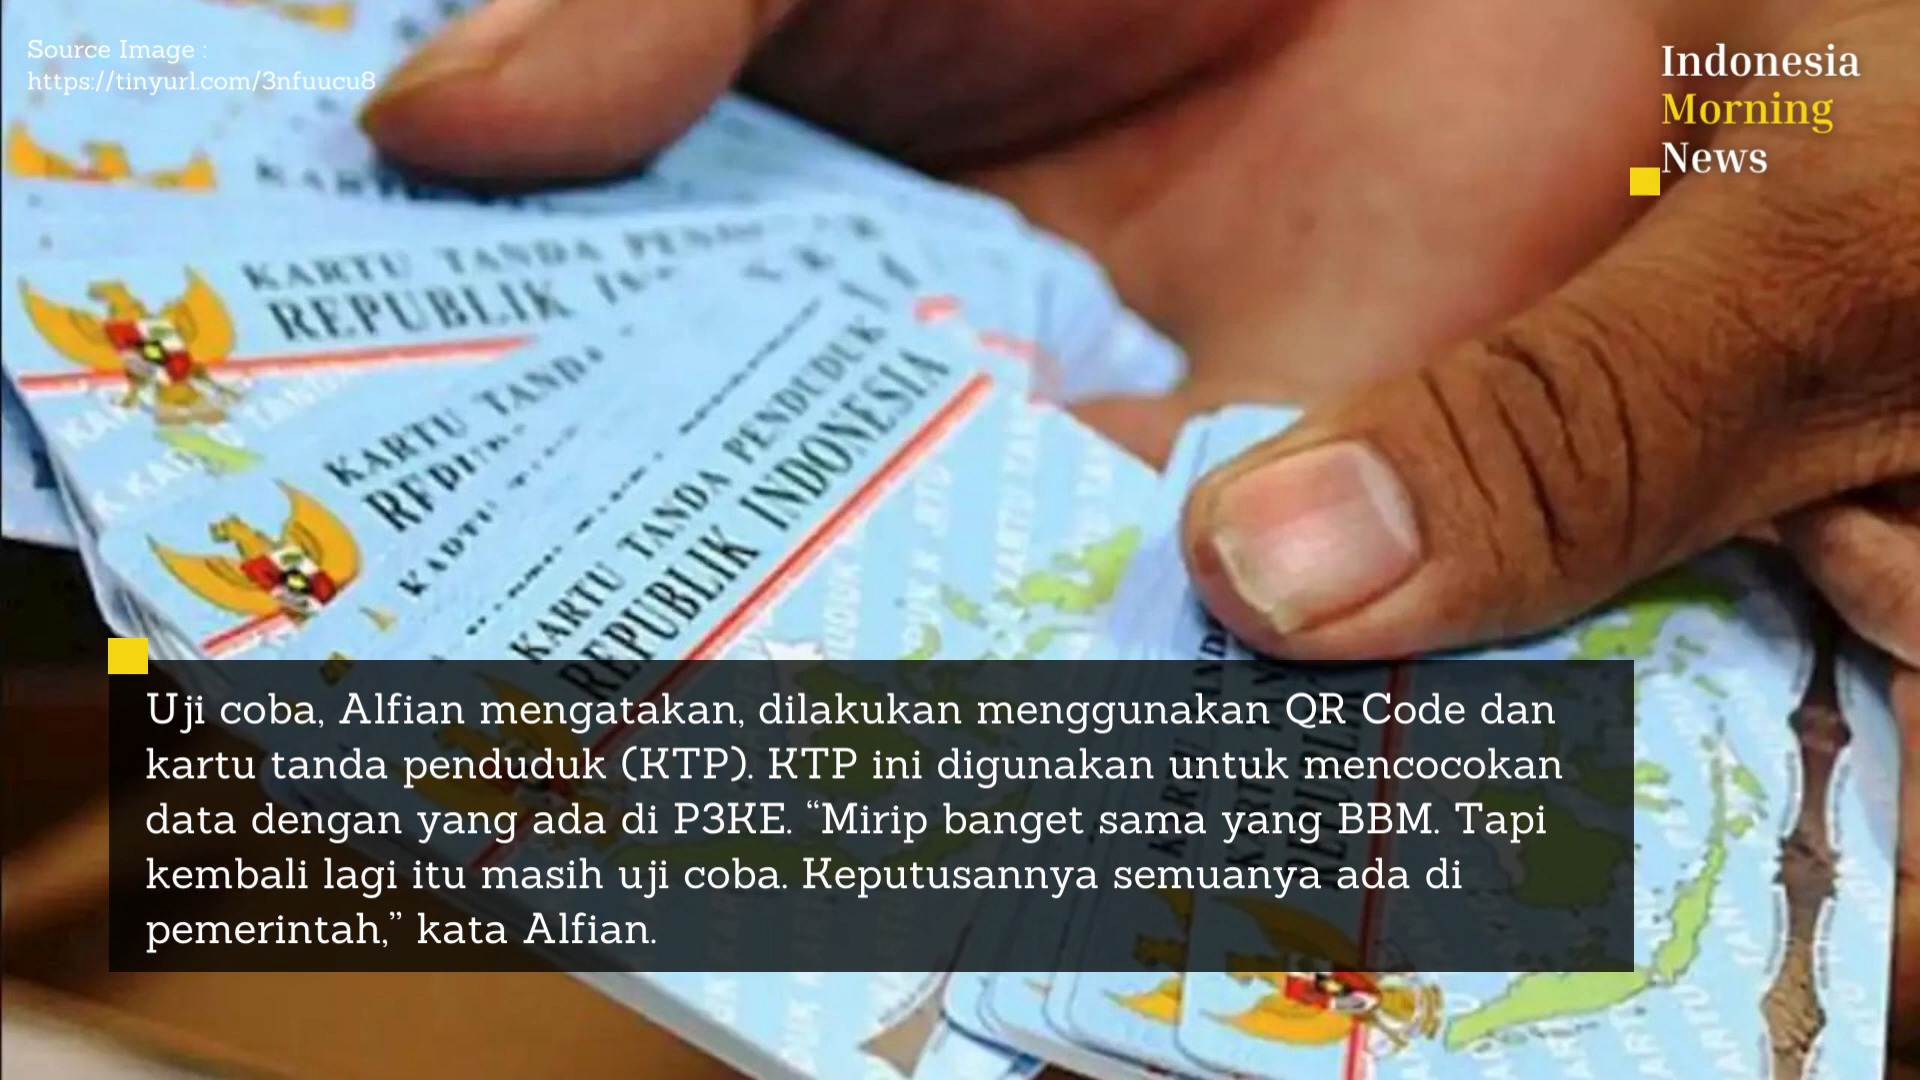 Source Image :
https://tinyurl.com/3nfuucu8
Indonesia
Morning
News
KARTU TANDA
REPUBLIK
KARTU TANDA
KARTU
KARTU TANDA PENDUDUK
REPUBLIK INDONESIA
Uji coba, Alfian mengatakan, dilakukan menggunakan QR Code dan
kartu tanda penduduk (KTP). KTP ini digunakan untuk mencocokan
data dengan yang ada di P3KE. “Mirip banget sama yang BBM. Tapi
kembali lagi itu masih uji coba. Keputusannya semuanya ada di
pemerintah,” kata Alfian.